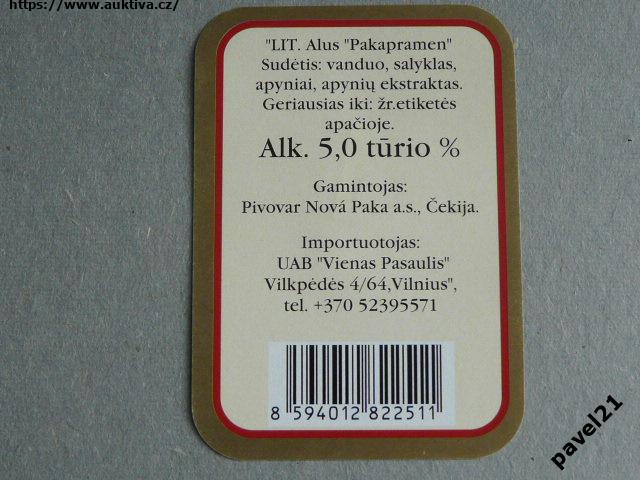 https://www.auktiva.cz/
"LIT. Alus "Pakapramen"
Sudėtis: vanduo, salyklas,
apyniai, apynių ekstraktas.
Geriausias iki: žr.etiketės
apačioje.
Alk. 5,0 tūrio %
Gamintojas:
Pivovar Nová Paka a.s., Čekija.
Importuotojas:
UAB "Vienas Pasaulis"
Vilkpėdės 4/64,Vilnius",
tel. +370 52395571
8 594012 822511
pavel21